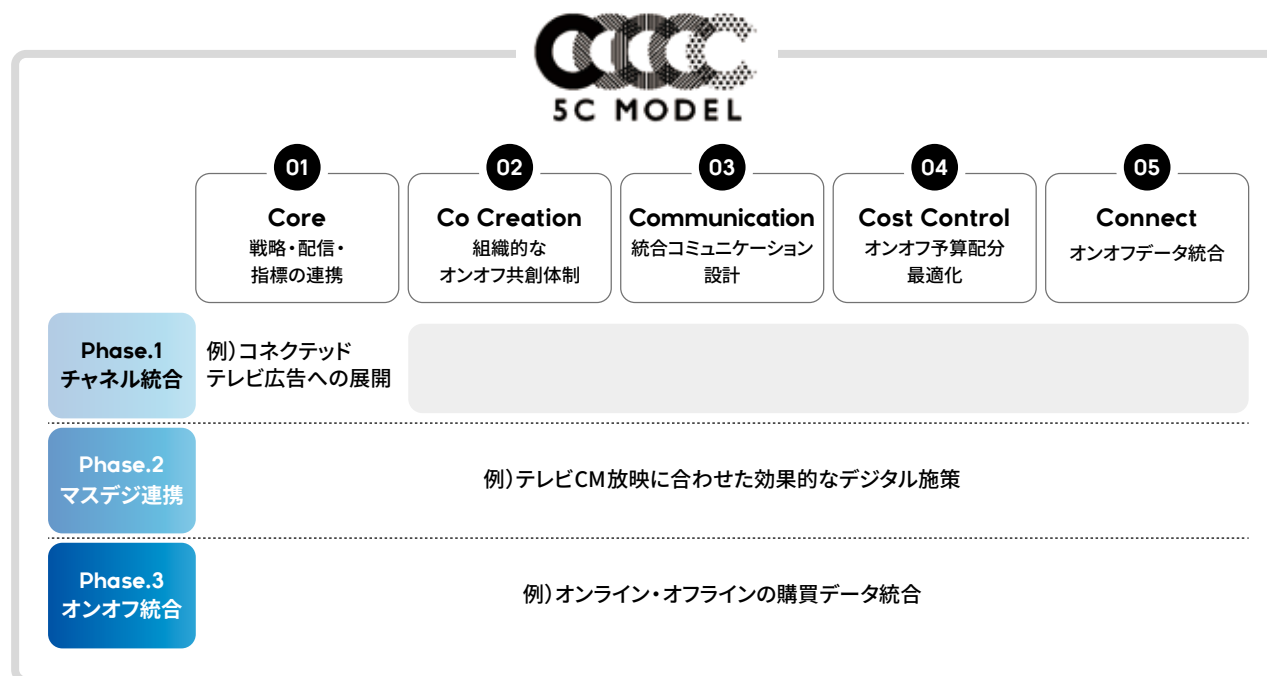 5C MODEL
01
Core
戦略・配信・
指標の連携
02
Co Creation
組織的な
オンオフ共創体制
03
Communication
統合コミュニケーション
設計
04
Cost Control
オンオフ予算配分
最適化
05
Connect
オンオフデータ統合
Phase.1
チャネル統合
例）コネクテッド
テレビ広告への展開
Phase.2
マスデジ連携
例）テレビCM放映に合わせた効果的なデジタル施策
Phase.3
オンオフ統合
例）オンライン・オフラインの購買データ統合